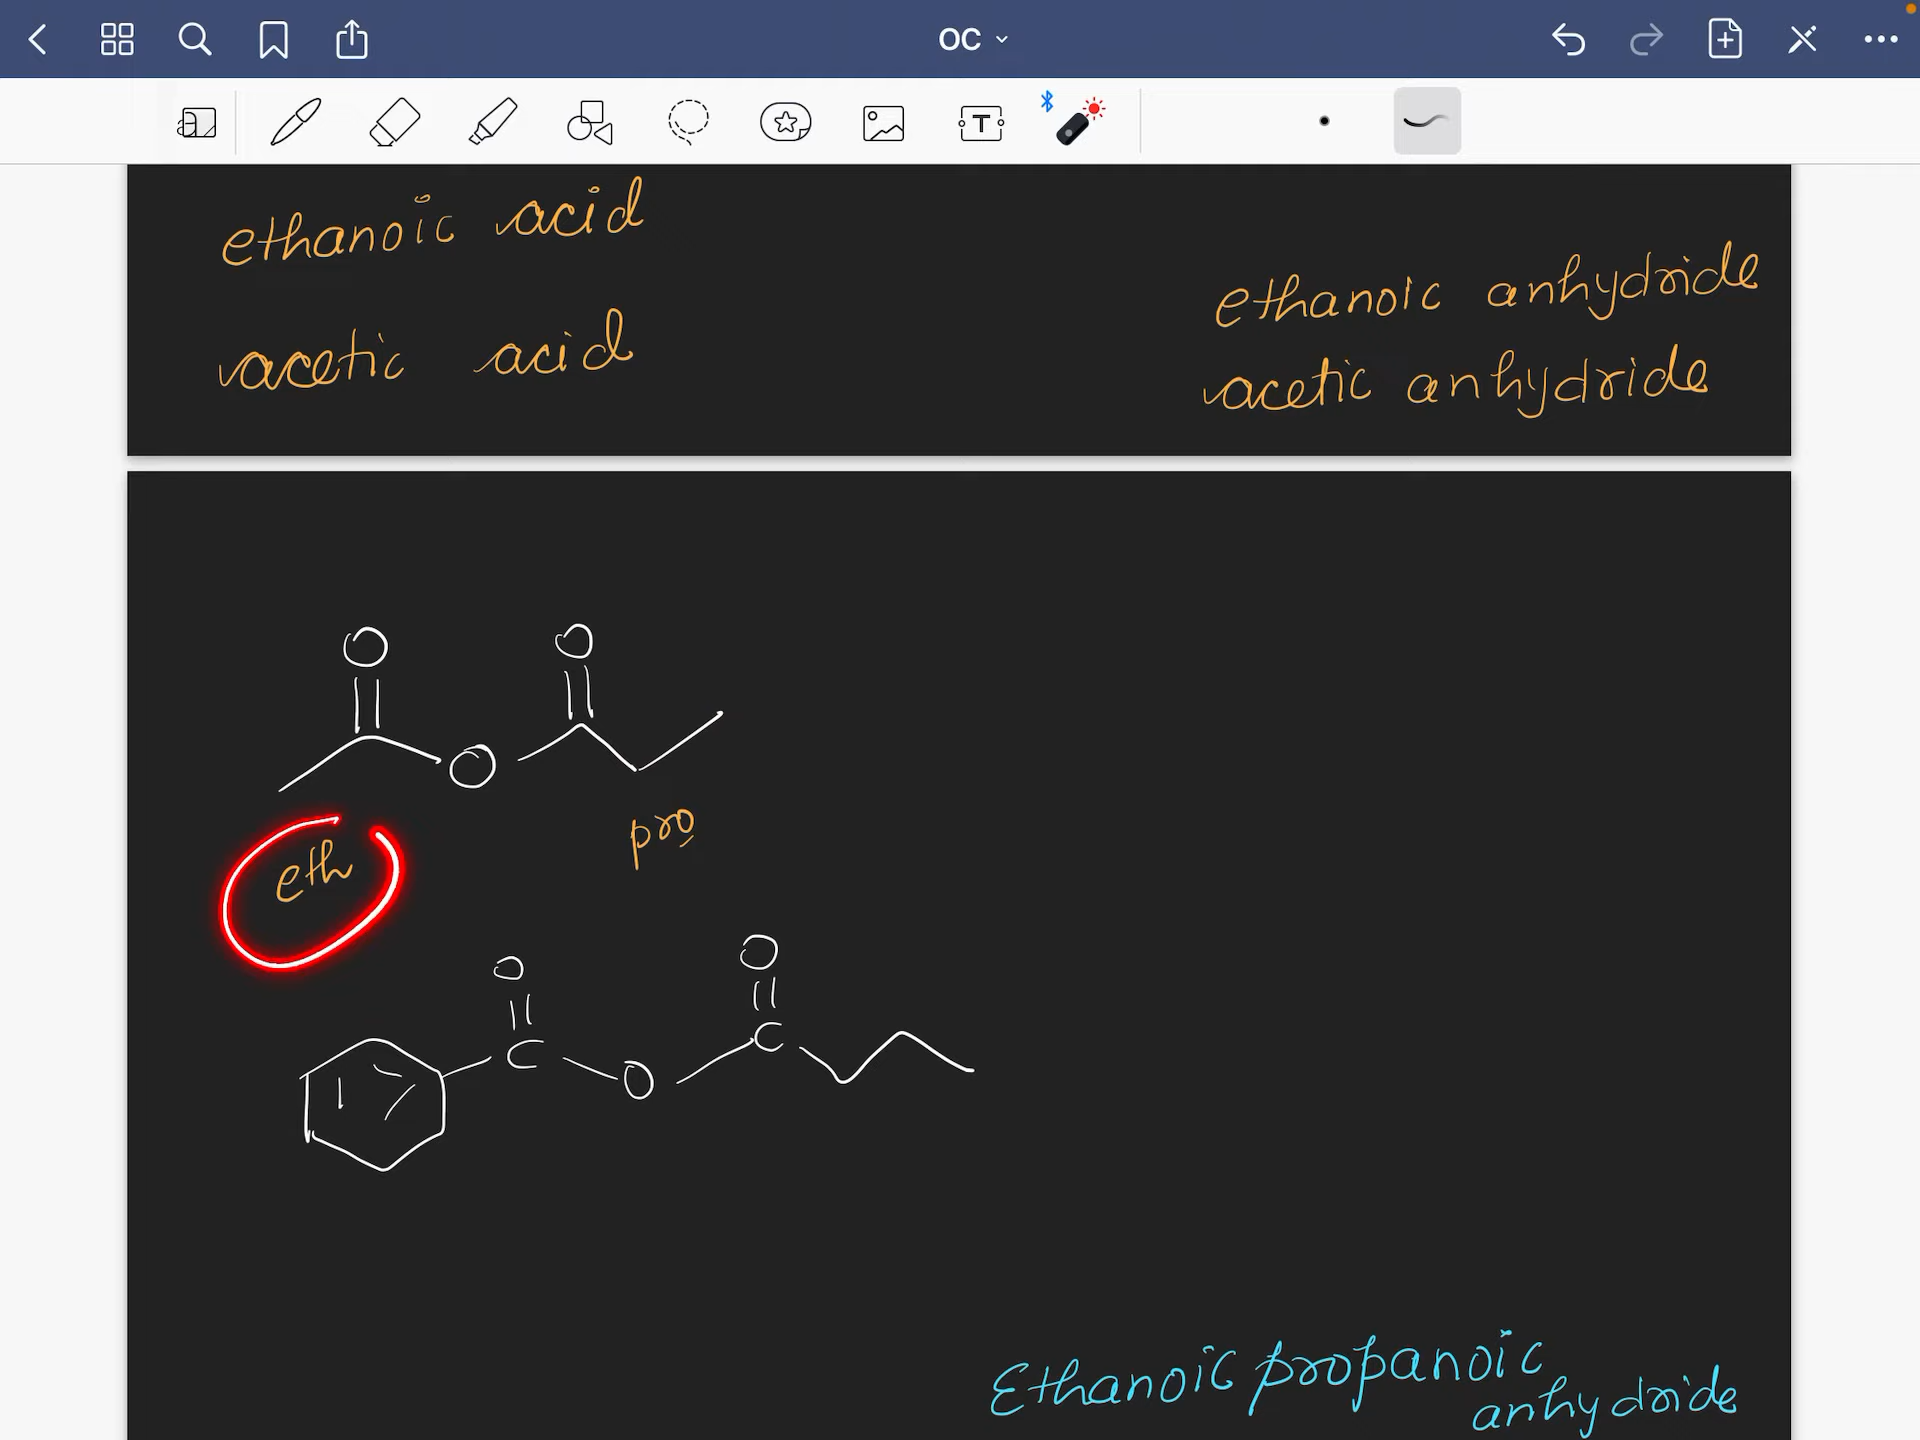 OC
ethanoic acid
ethanoic anhydride
acetic acid
acetic anhydride
O O
O
eth
pro
O O
C C
O
Ethanoic propanoic
anhydride